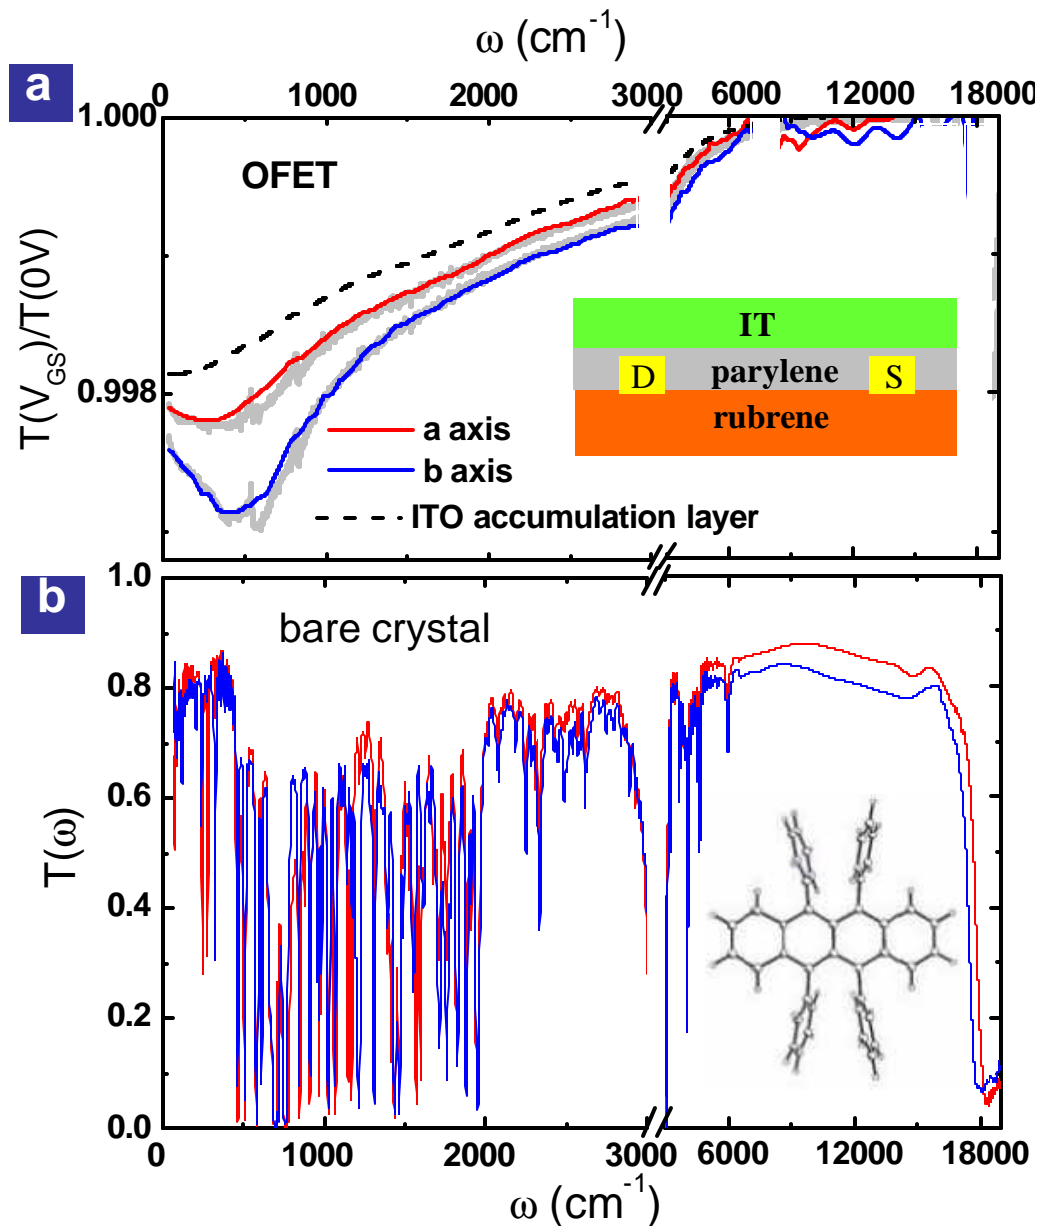 ω (cm⁻¹)
a
0 1000 2000 3000 6000 12000 18000
1.000
OFET
T(V_GS)/T(0V)
IT
D parylene S
0.998
rubrene
a axis
b axis
ITO accumulation layer
b
1.0
bare crystal
0.8
0.6
T(ω)
0.4
0.2
0.0
0 1000 2000 3000 6000 12000 18000
ω (cm⁻¹)